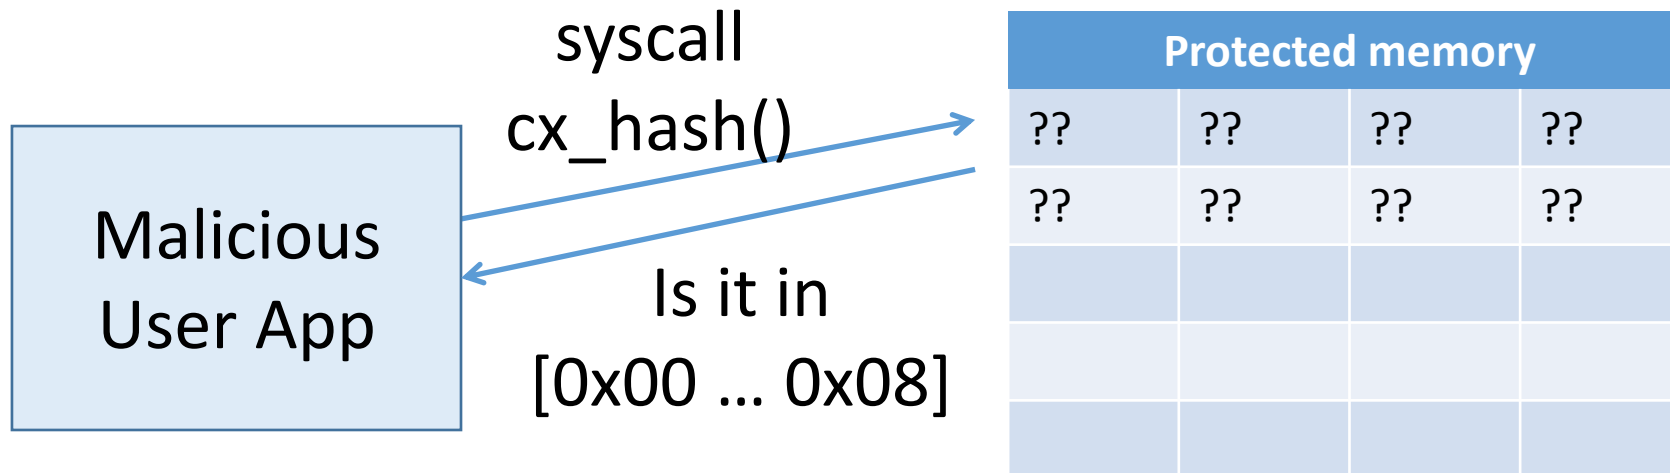 syscall
cx_hash()
Malicious
User App
Is it in
[0x00 ... 0x08]
Protected memory
?? ?? ?? ??
?? ?? ?? ??